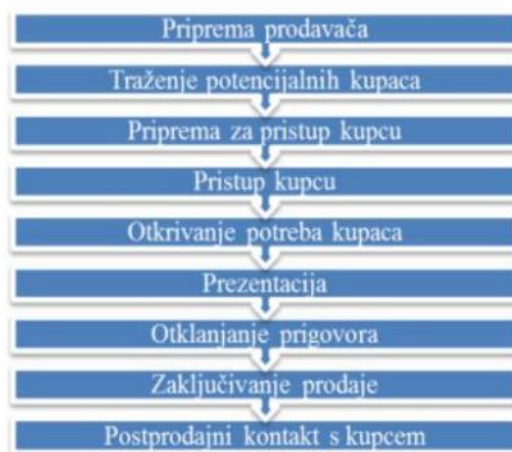 Priprema prodavača
Traženje potencijalnih kupaca
Priprema za pristup kupcu
Pristup kupcu
Otkrivanje potreba kupaca
Prezentacija
Otklanjanje prigovora
Zaključivanje prodaje
Postprodajni kontakt s kupcem